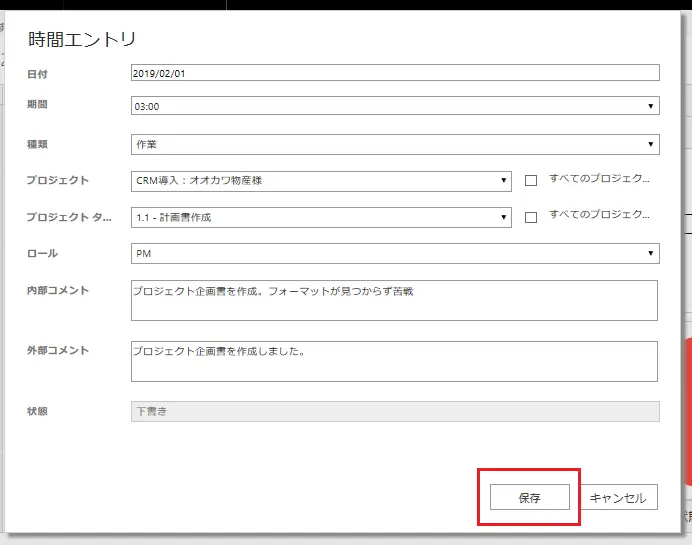 時間エントリ
日付 2019/02/01
期間 03:00
種類 作業
プロジェクト CRM導入：オオカワ物産様 すべてのプロジェク...
プロジェクト タ... 1.1 - 計画書作成 すべてのプロジェク...
ロール PM
内部コメント プロジェクト企画書を作成。フォーマットが見つからず苦戦
外部コメント プロジェクト企画書を作成しました。
状態 下書き
保存 キャンセル